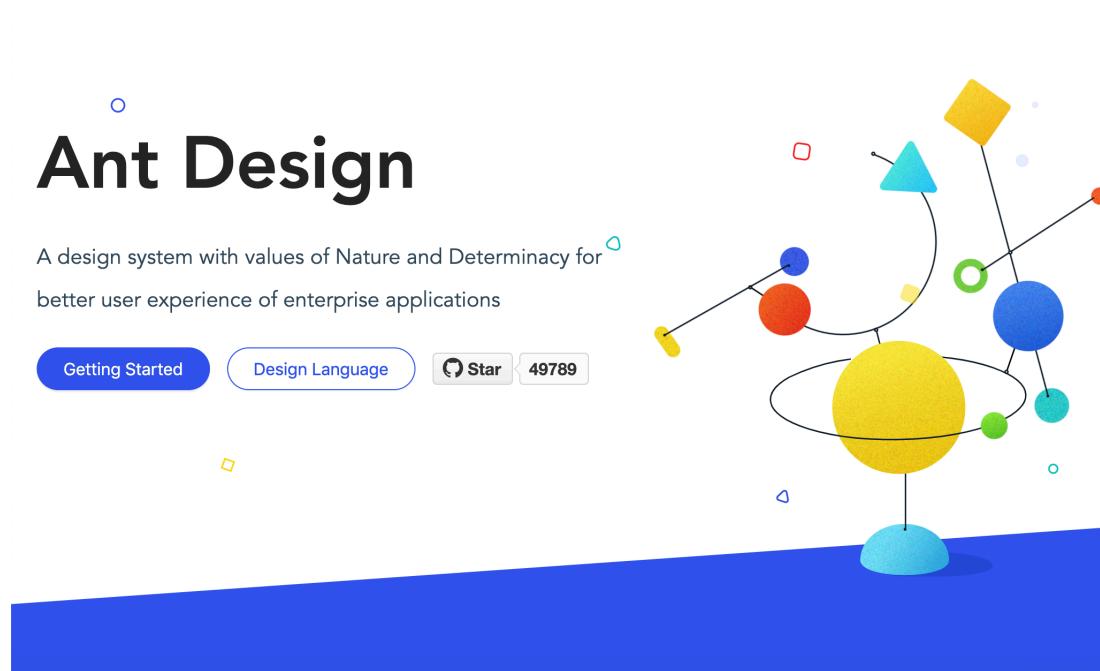 Ant Design
A design system with values of Nature and Determinacy for
better user experience of enterprise applications
Getting Started
Design Language
Star
49789